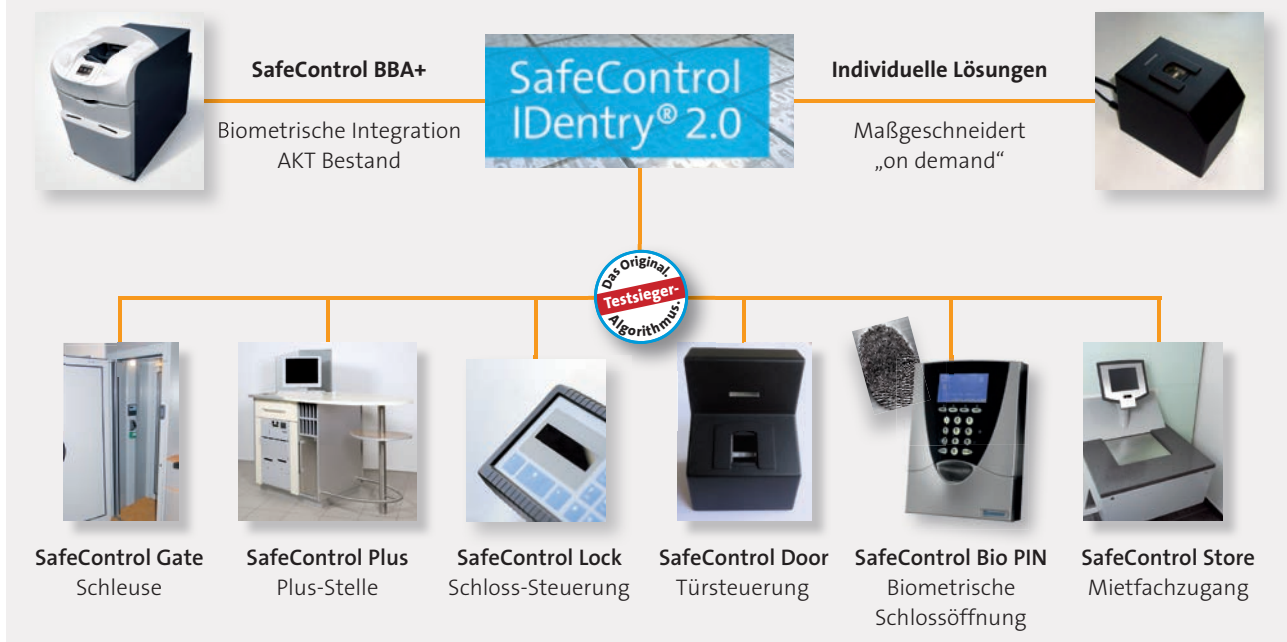 SafeControl BBA+
Biometrische Integration
AKT Bestand
SafeControl
IDentry® 2.0
Individuelle Lösungen
Maßgeschneidert
„on demand“
Das Original.
Testsieger-
Algorithmus.
SafeControl Gate
Schleuse
SafeControl Plus
Plus-Stelle
SafeControl Lock
Schloss-Steuerung
SafeControl Door
Türsteuerung
SafeControl Bio PIN
Biometrische
Schlossöffnung
SafeControl Store
Mietfachzugang